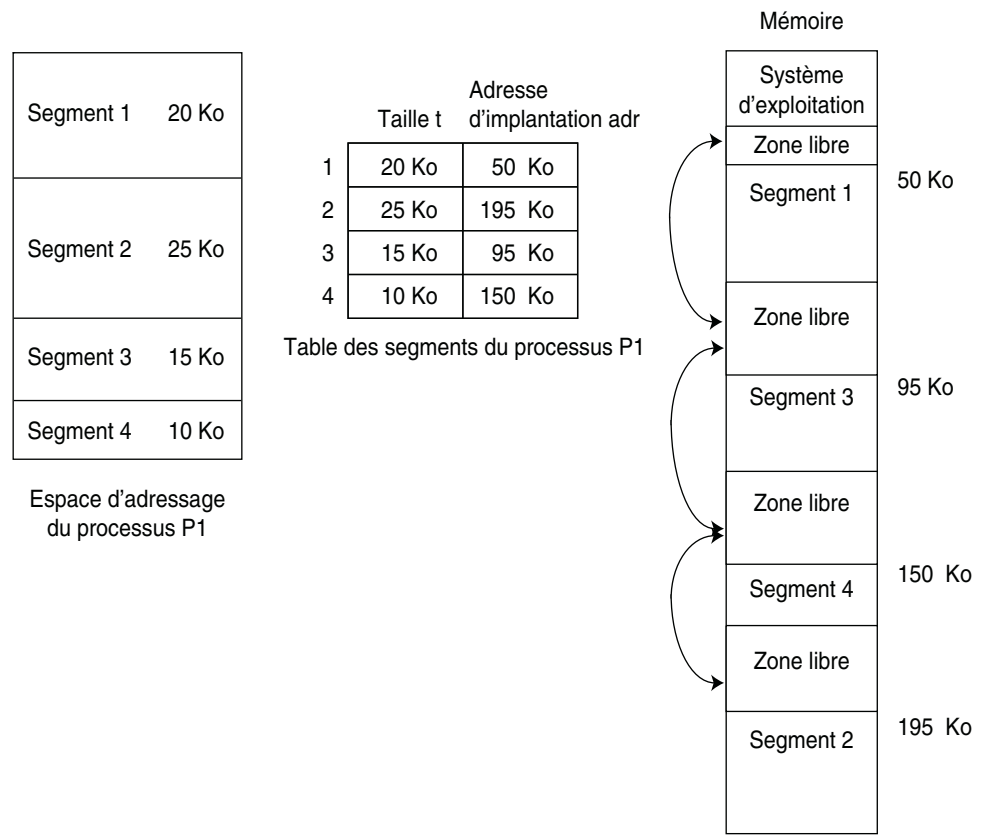 Segment 1 20 Ko
Segment 2 25 Ko
Segment 3 15 Ko
Segment 4 10 Ko
Espace d'adressage
du processus P1
Adresse
Taille t d'implantation adr
1 20 Ko 50 Ko
2 25 Ko 195 Ko
3 15 Ko 95 Ko
4 10 Ko 150 Ko
Table des segments du processus P1
Mémoire
Système
d'exploitation
Zone libre
Segment 1 50 Ko
Zone libre
Segment 3 95 Ko
Zone libre
Segment 4 150 Ko
Zone libre
Segment 2 195 Ko